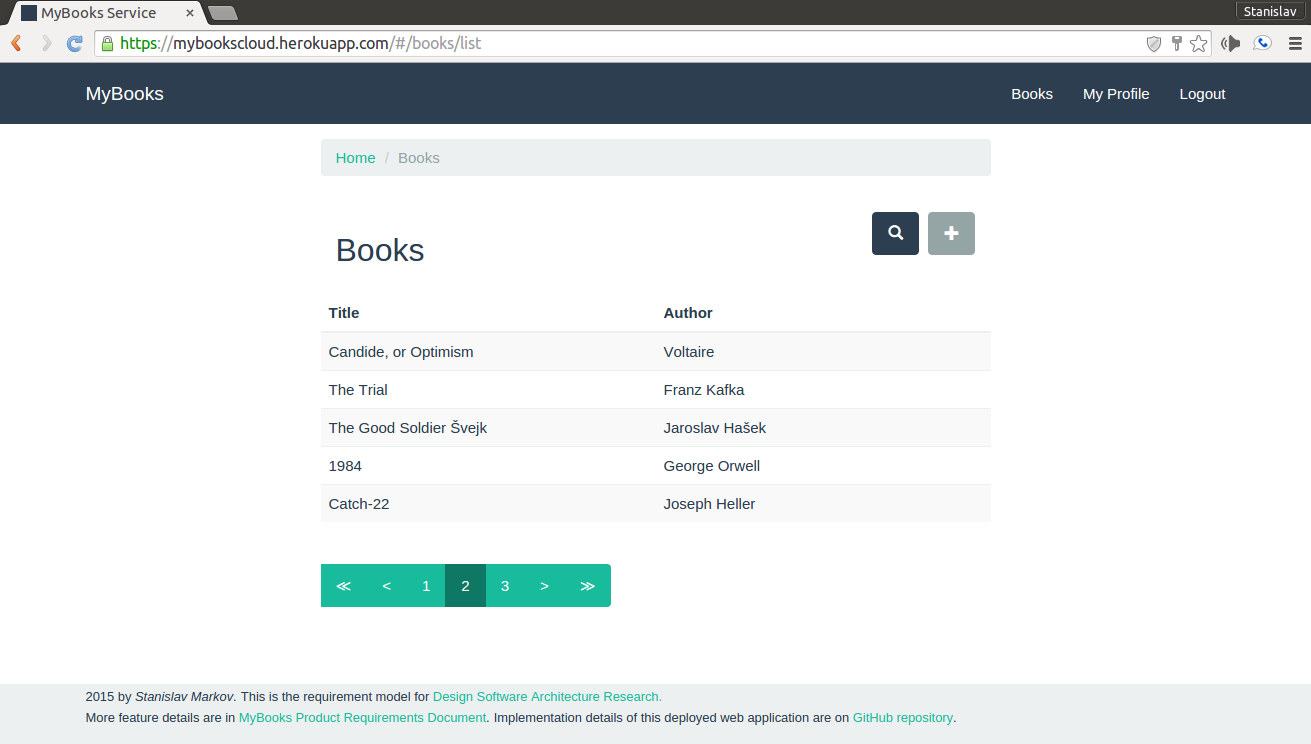 MyBooks Service
Stanislav
https://mybookscloud.herokuapp.com/#/books/list
MyBooks
Books My Profile Logout
Home / Books
Books
Title Author
Candide, or Optimism Voltaire
The Trial Franz Kafka
The Good Soldier Švejk Jaroslav Hašek
1984 George Orwell
Catch-22 Joseph Heller
≪ < 1 2 3 > ≫
2015 by Stanislav Markov. This is the requirement model for Design Software Architecture Research.
More feature details are in MyBooks Product Requirements Document. Implementation details of this deployed web application are on GitHub repository.